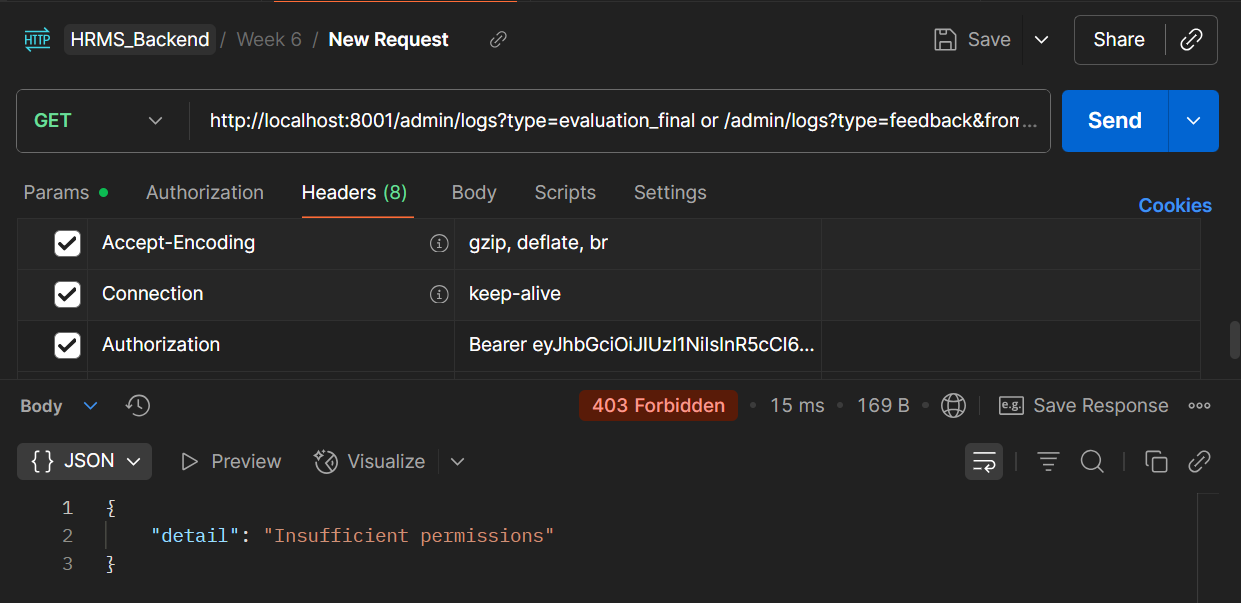 HTTP HRMS_Backend / Week 6 / New Request Save Share
GET http://localhost:8001/admin/logs?type=evaluation_final or /admin/logs?type=feedback&from... Send
Params Authorization Headers (8) Body Scripts Settings
Cookies
Accept-Encoding gzip, deflate, br
Connection keep-alive
Authorization Bearer eyJhbGciOiJIUzI1NiIsInR5cCI6...
Body 403 Forbidden • 15 ms • 169 B • e.g. Save Response
{} JSON Preview Visualize
1 {
2 "detail": "Insufficient permissions"
3 }